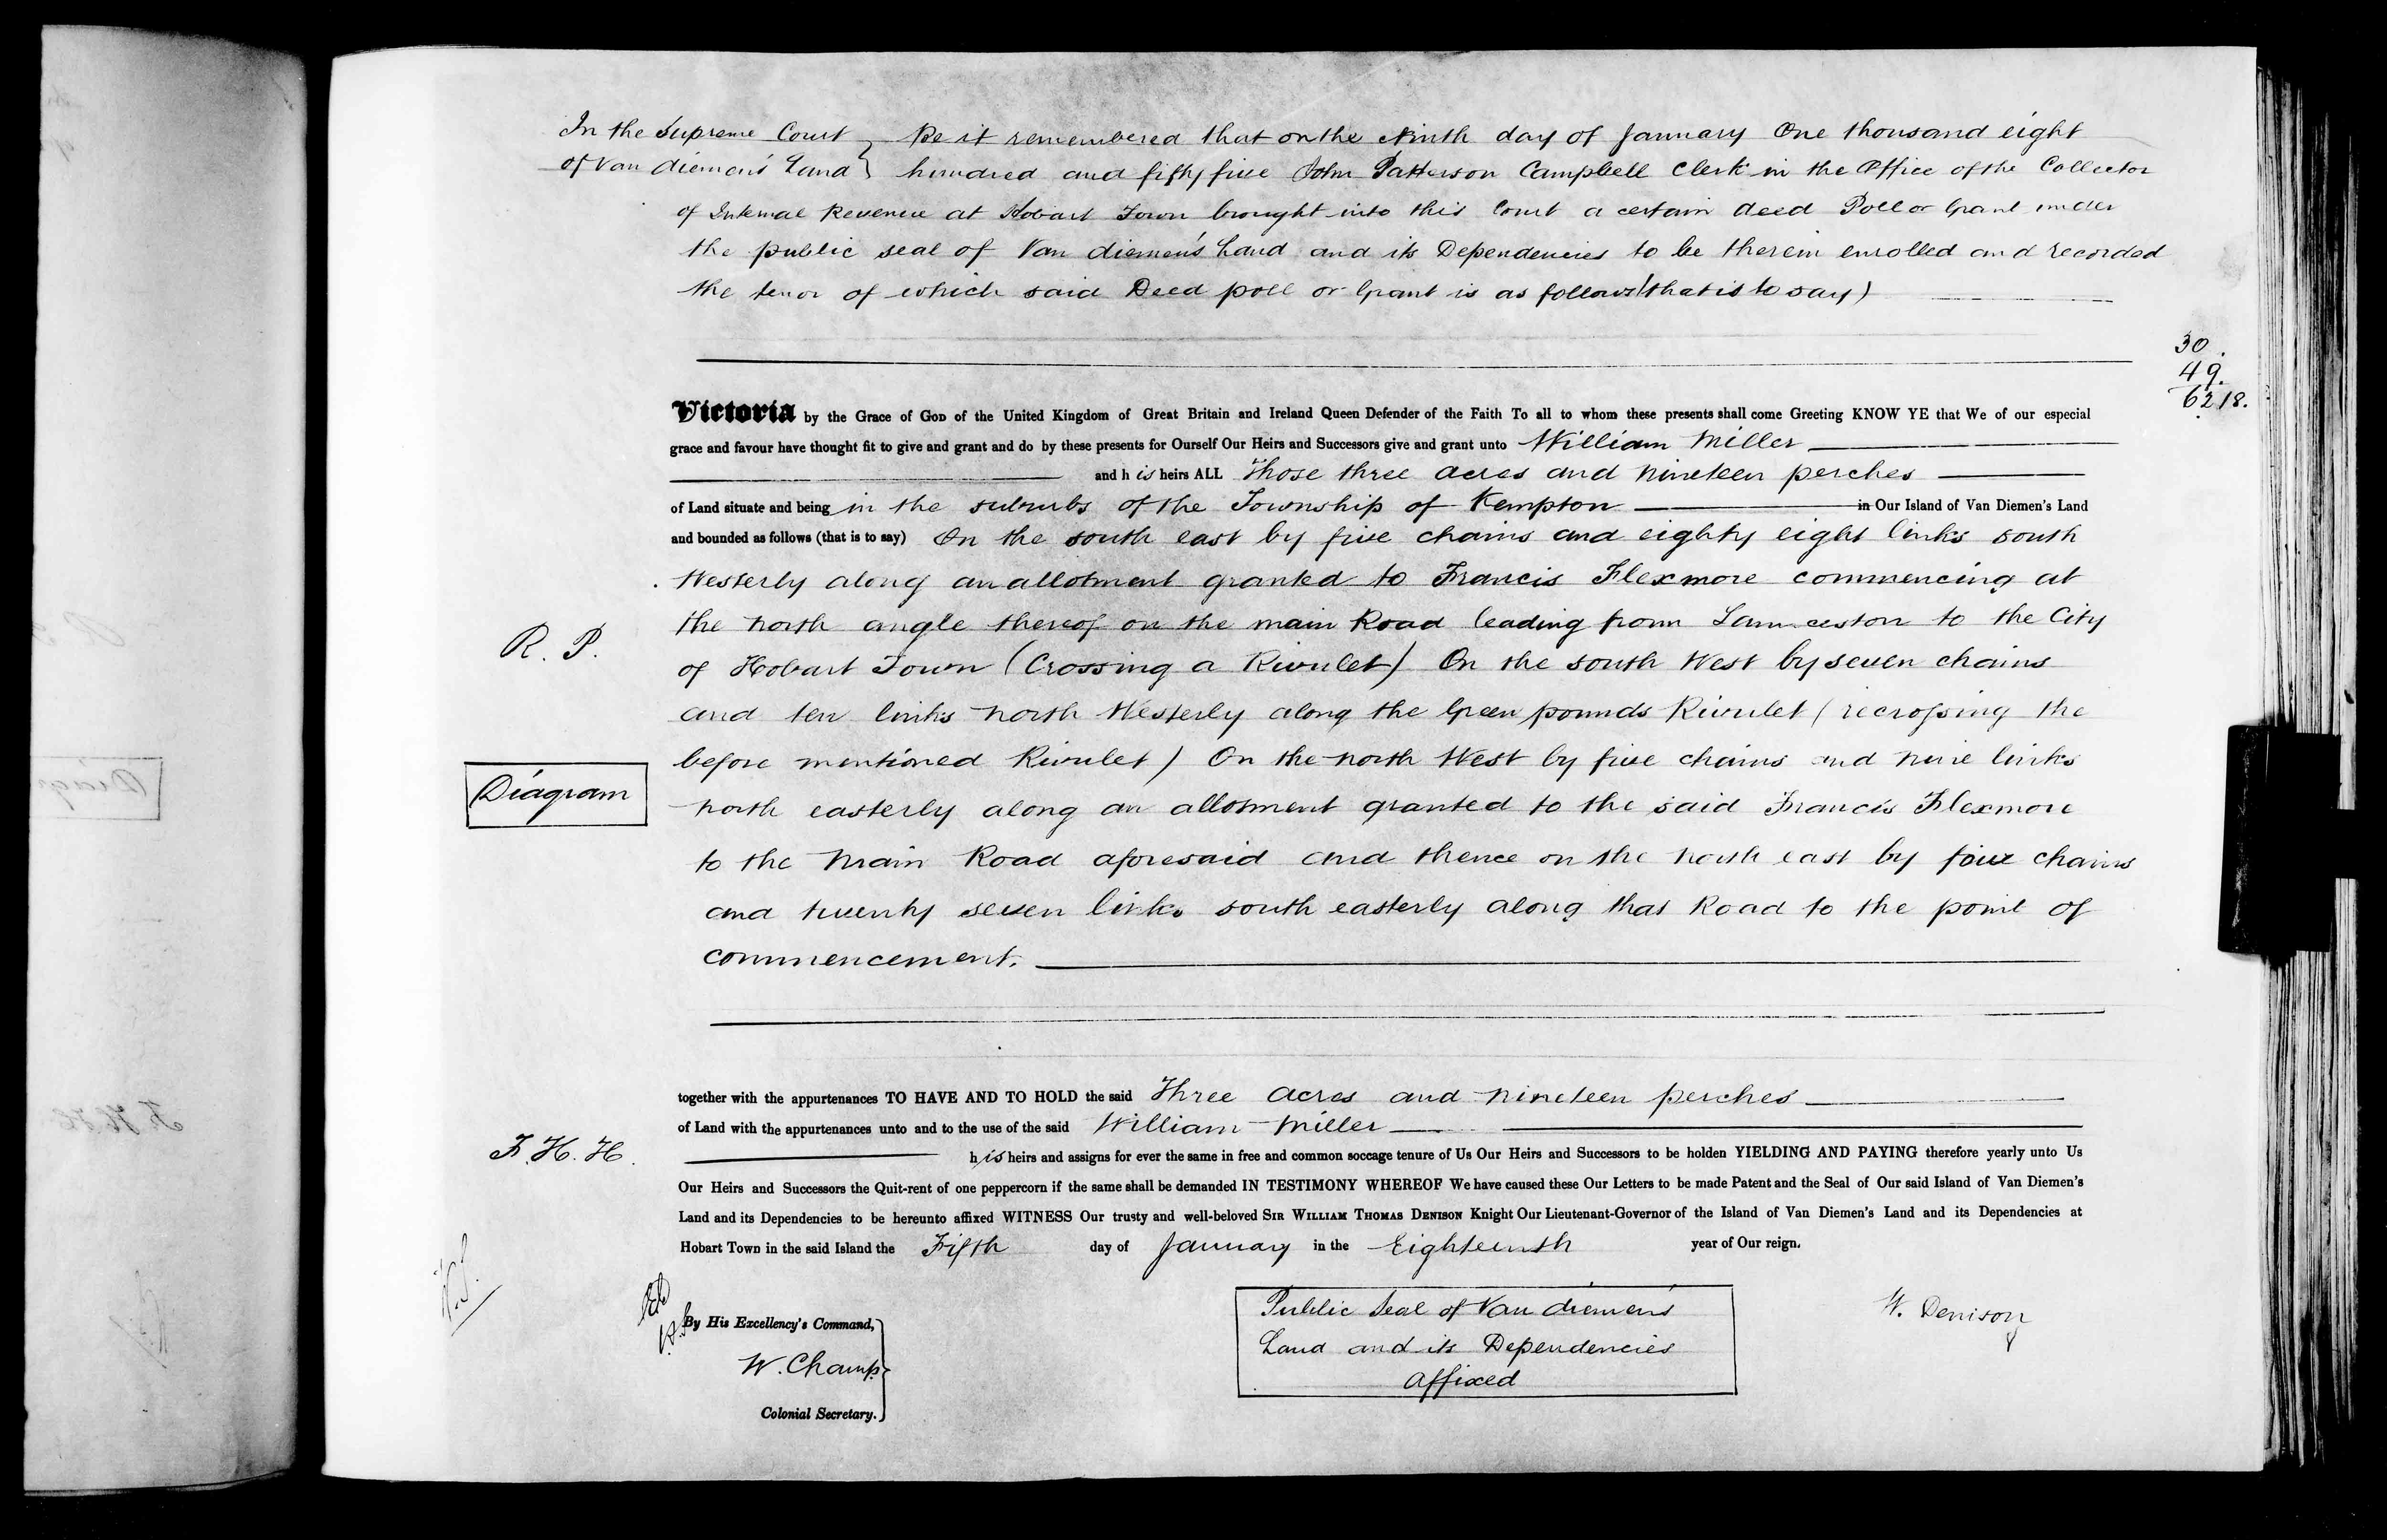 In the Supreme Court } Be it remembered that on the Ninth day of January One thousand eight
of Van diemen's Land } hundred and fifty five John Patterson Campbell Clerk in the Office of the Collector
of Internal Revenue at Hobart Town brought into this Court a certain deed Poll or Grant under
the public seal of Van diemen's Land and its Dependencies to be therein enrolled and recorded
the tenor of which said Deed poll or Grant is as follows (that is to say)
30.
49.
6218.
Victoria by the Grace of GOD of the United Kingdom of Great Britain and Ireland Queen Defender of the Faith To all to whom these presents shall come Greeting KNOW YE that We of our especial
grace and favour have thought fit to give and grant and do by these presents for Ourself Our Heirs and Successors give and grant unto William Miller
and his heirs ALL Those three acres and nineteen perches
of Land situate and being in the suburbs of the Township of Kempton in Our Island of Van Diemen's Land
and bounded as follows (that is to say) On the south east by five chains and eighty eight links south
Westerly along an allotment granted to Francis Flexmore commencing at
the north angle thereof on the main Road leading from Launceston to the City
R. P.
of Hobart Town (Crossing a Rivulet) On the south West by seven chains
and ten links north Westerly along the Green pounds Rivulet (recrossing the
before mentioned Rivulet) On the north West by five chains and nine links
Diagram
north easterly along an allotment granted to the said Francis Flexmore
to the Main Road aforesaid and thence on the north east by four chains
and twenty seven links south easterly along that Road to the point of
commencement.
together with the appurtenances TO HAVE AND TO HOLD the said Three acres and nineteen perches
of Land with the appurtenances unto and to the use of the said William Miller
F. H. H.
his heirs and assigns for ever the same in free and common soccage tenure of Us Our Heirs and Successors to be holden YIELDING AND PAYING therefore yearly unto Us
Our Heirs and Successors the Quit-rent of one peppercorn if the same shall be demanded IN TESTIMONY WHEREOF We have caused these Our Letters to be made Patent and the Seal of Our said Island of Van Diemen's
Land and its Dependencies to be hereunto affixed WITNESS Our trusty and well-beloved SIR WILLIAM THOMAS DENISON Knight Our Lieutenant-Governor of the Island of Van Diemen's Land and its Dependencies at
Hobart Town in the said Island the Fifth day of January in the Eighteenth year of Our reign.
By His Excellency's Command,
W. Champ
Colonial Secretary.
Public Seal of Van diemen's
Land and its Dependencies
affixed
W. Denison